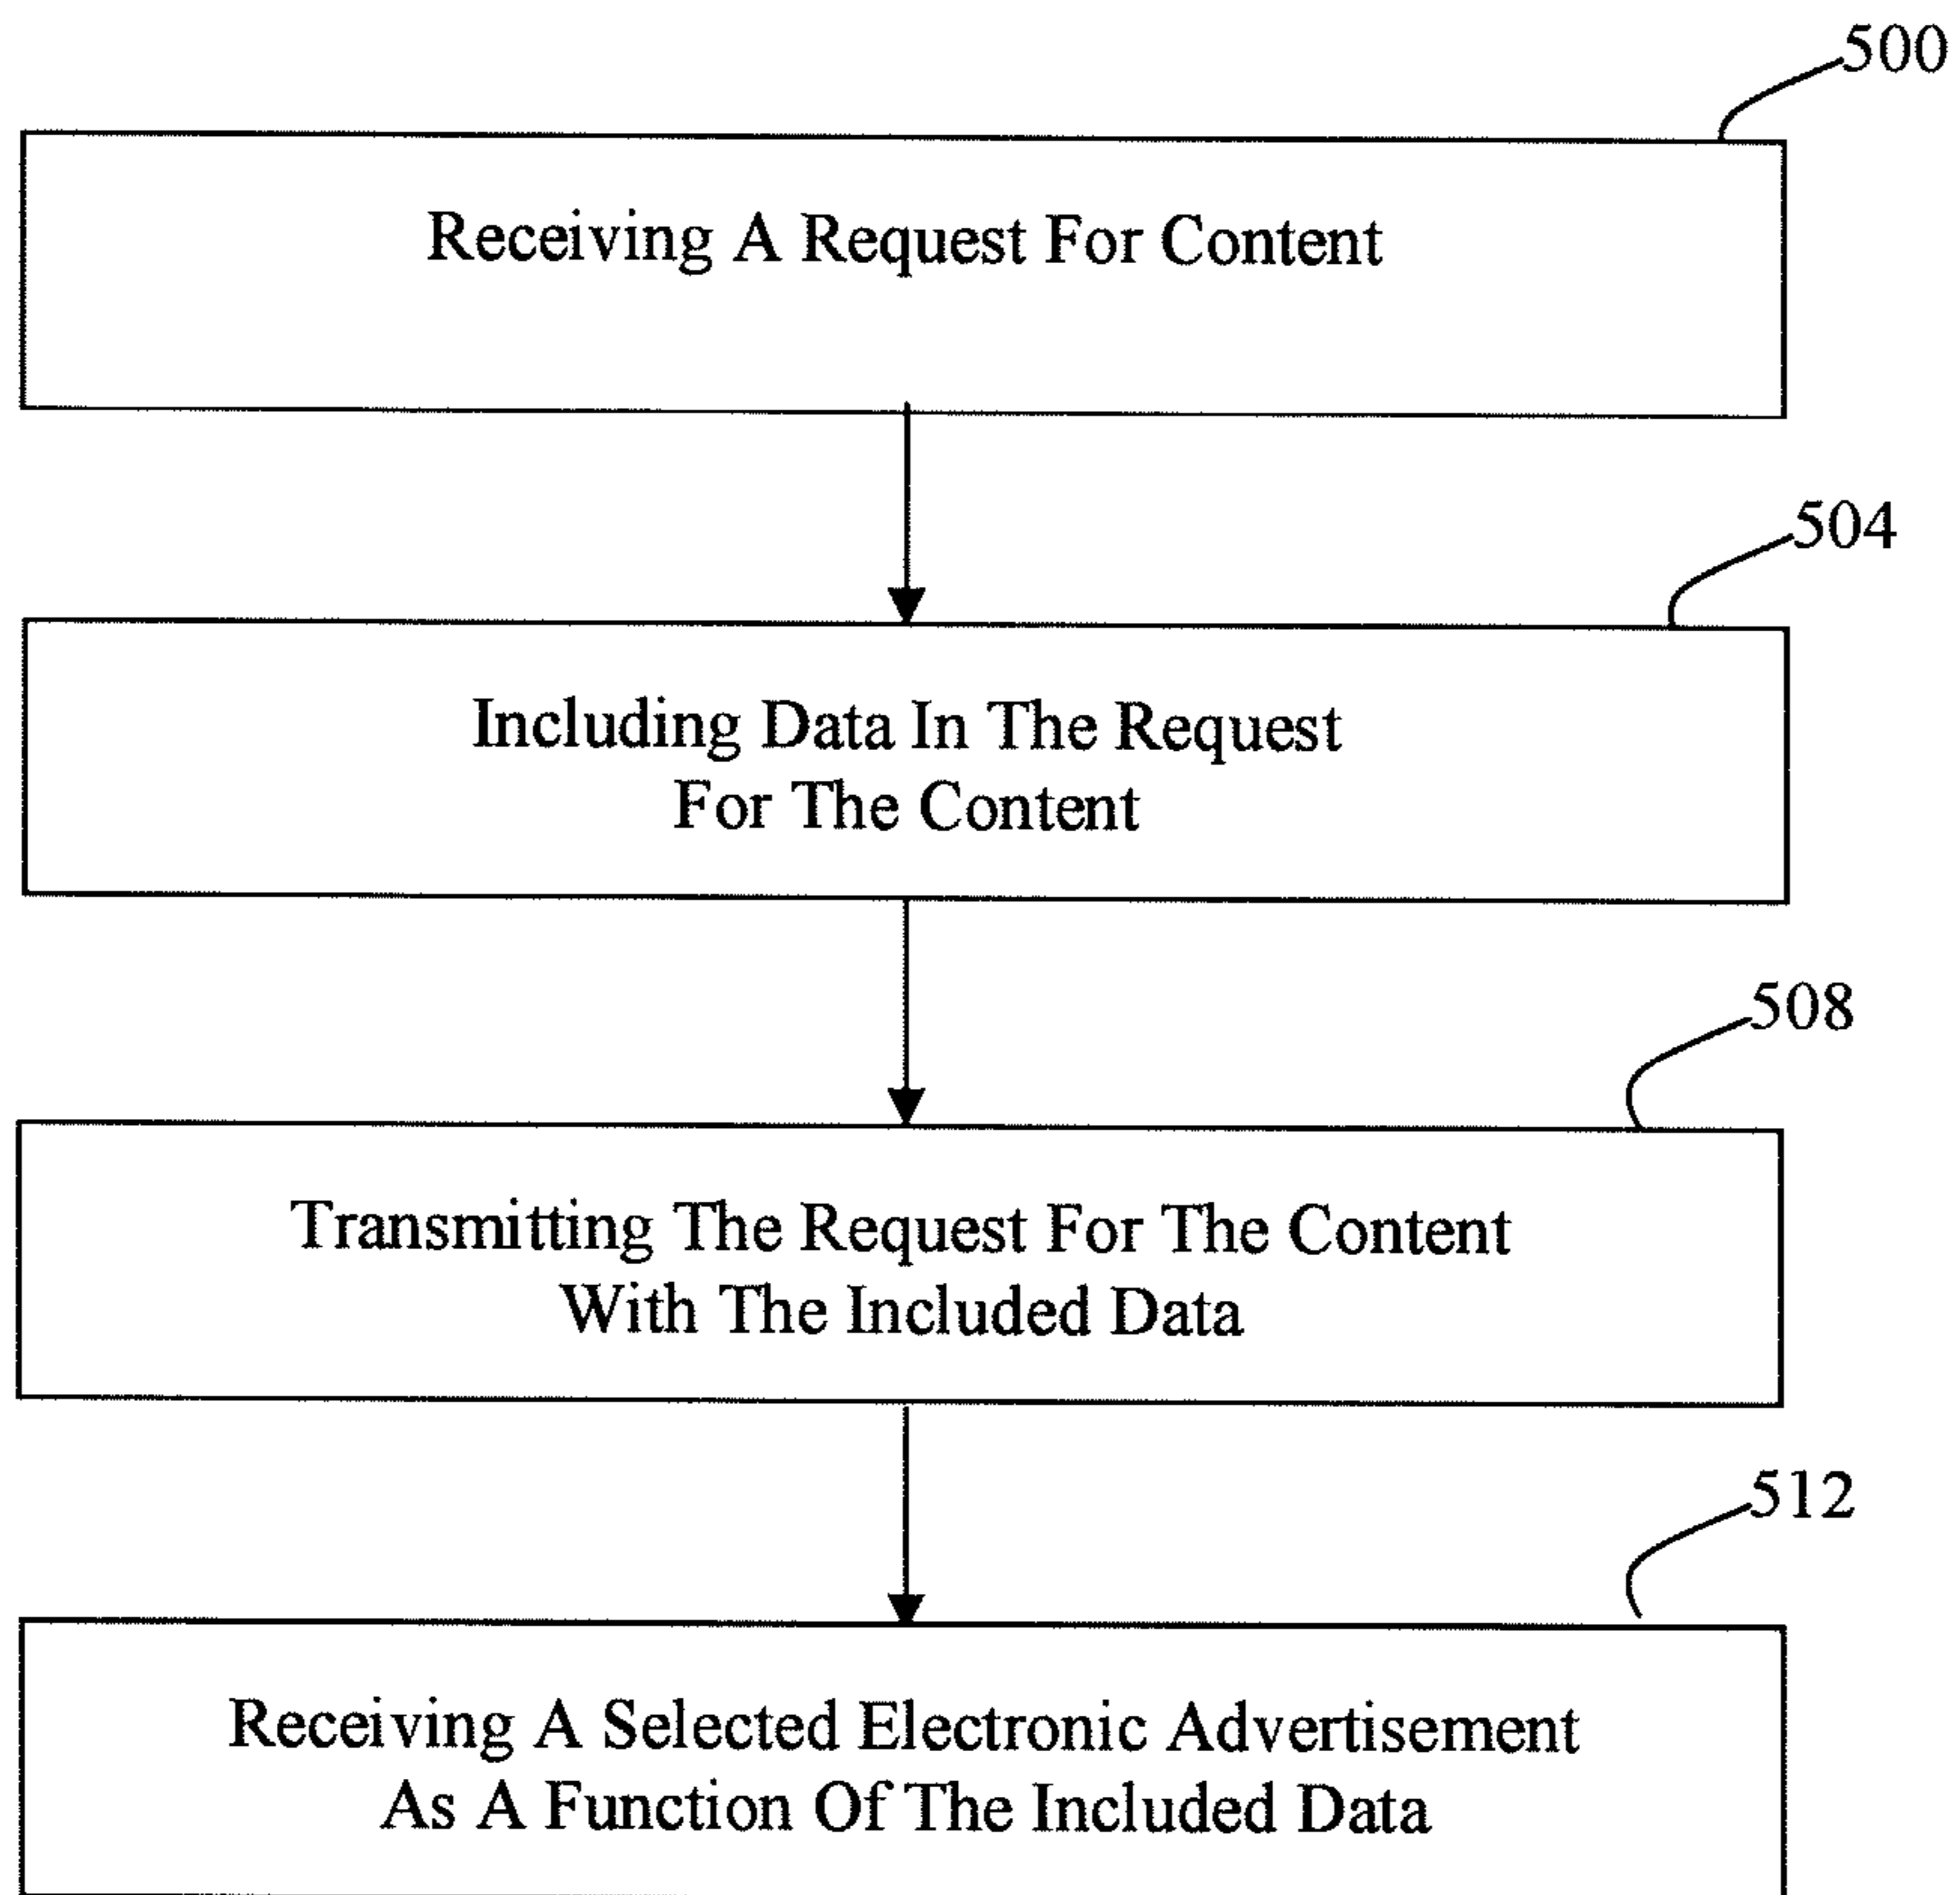 500
Receiving A Request For Content
504
Including Data In The Request
For The Content
508
Transmitting The Request For The Content
With The Included Data
512
Receiving A Selected Electronic Advertisement
As A Function Of The Included Data